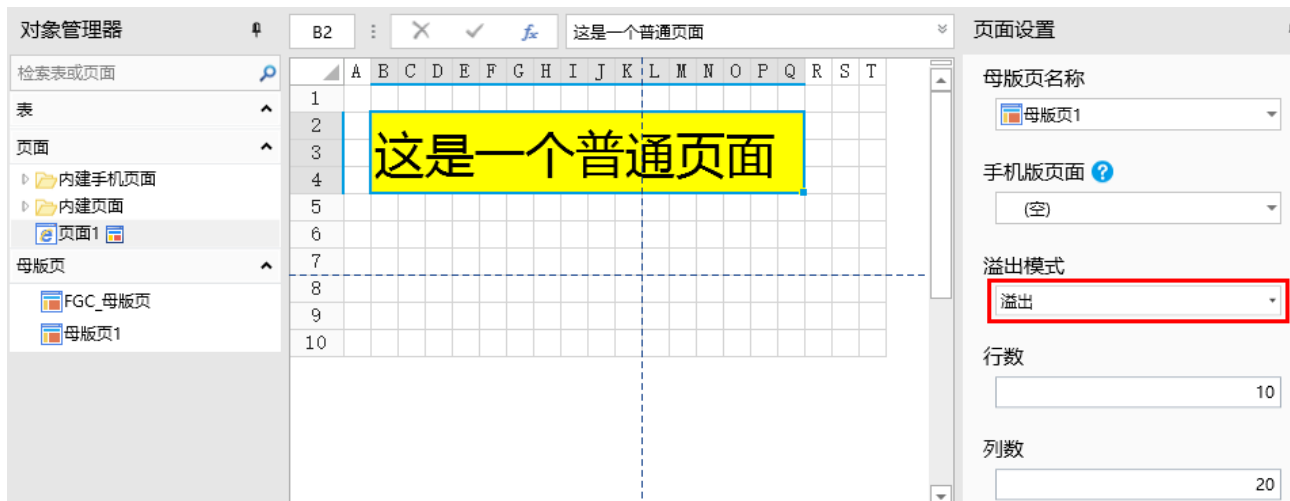 对象管理器
检索表或页面
表
页面
内建手机页面
内建页面
页面1
母版页
FGC_母版页
母版页1
B2
fx
这是一个普通页面
A B C D E F G H I J K L M N O P Q R S T
1
2
3
4
5
6
7
8
9
10
这是一个普通页面
页面设置
母版页名称
母版页1
手机版页面 ?
(空)
溢出模式
溢出
行数
10
列数
20